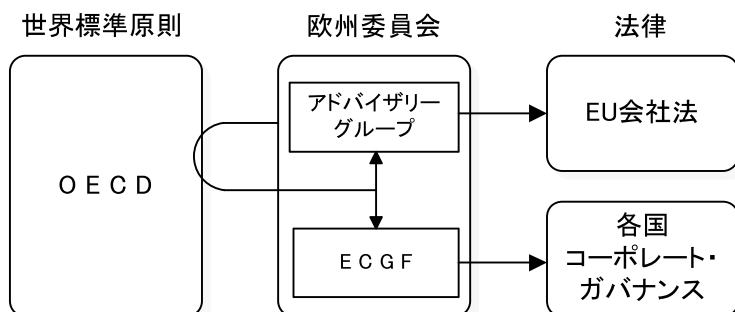 世界標準原則
欧州委員会
法律
OECD
アドバイザリー
グループ
ECGF
EU会社法
各国
コーポレート・
ガバナンス